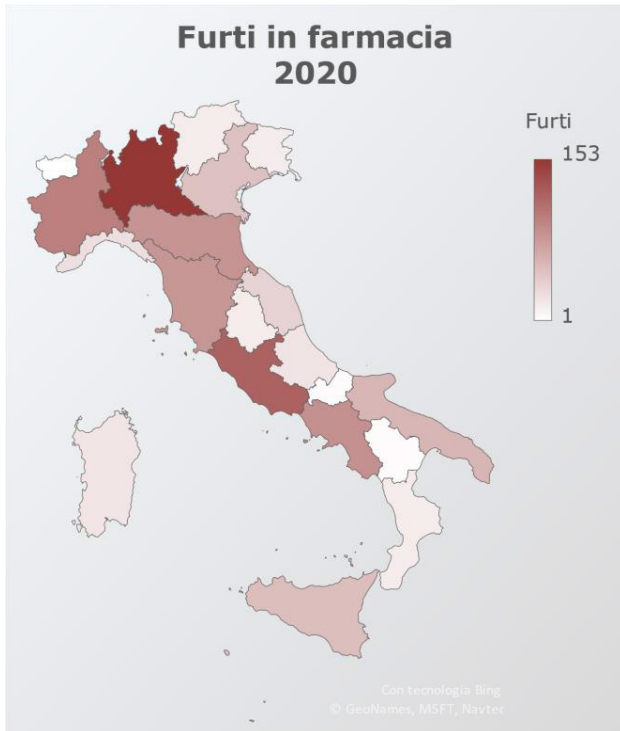 Furti in farmacia
2020
Furti
153
1
Con tecnologia Bing
© GeoNames, MSFT, Navteq